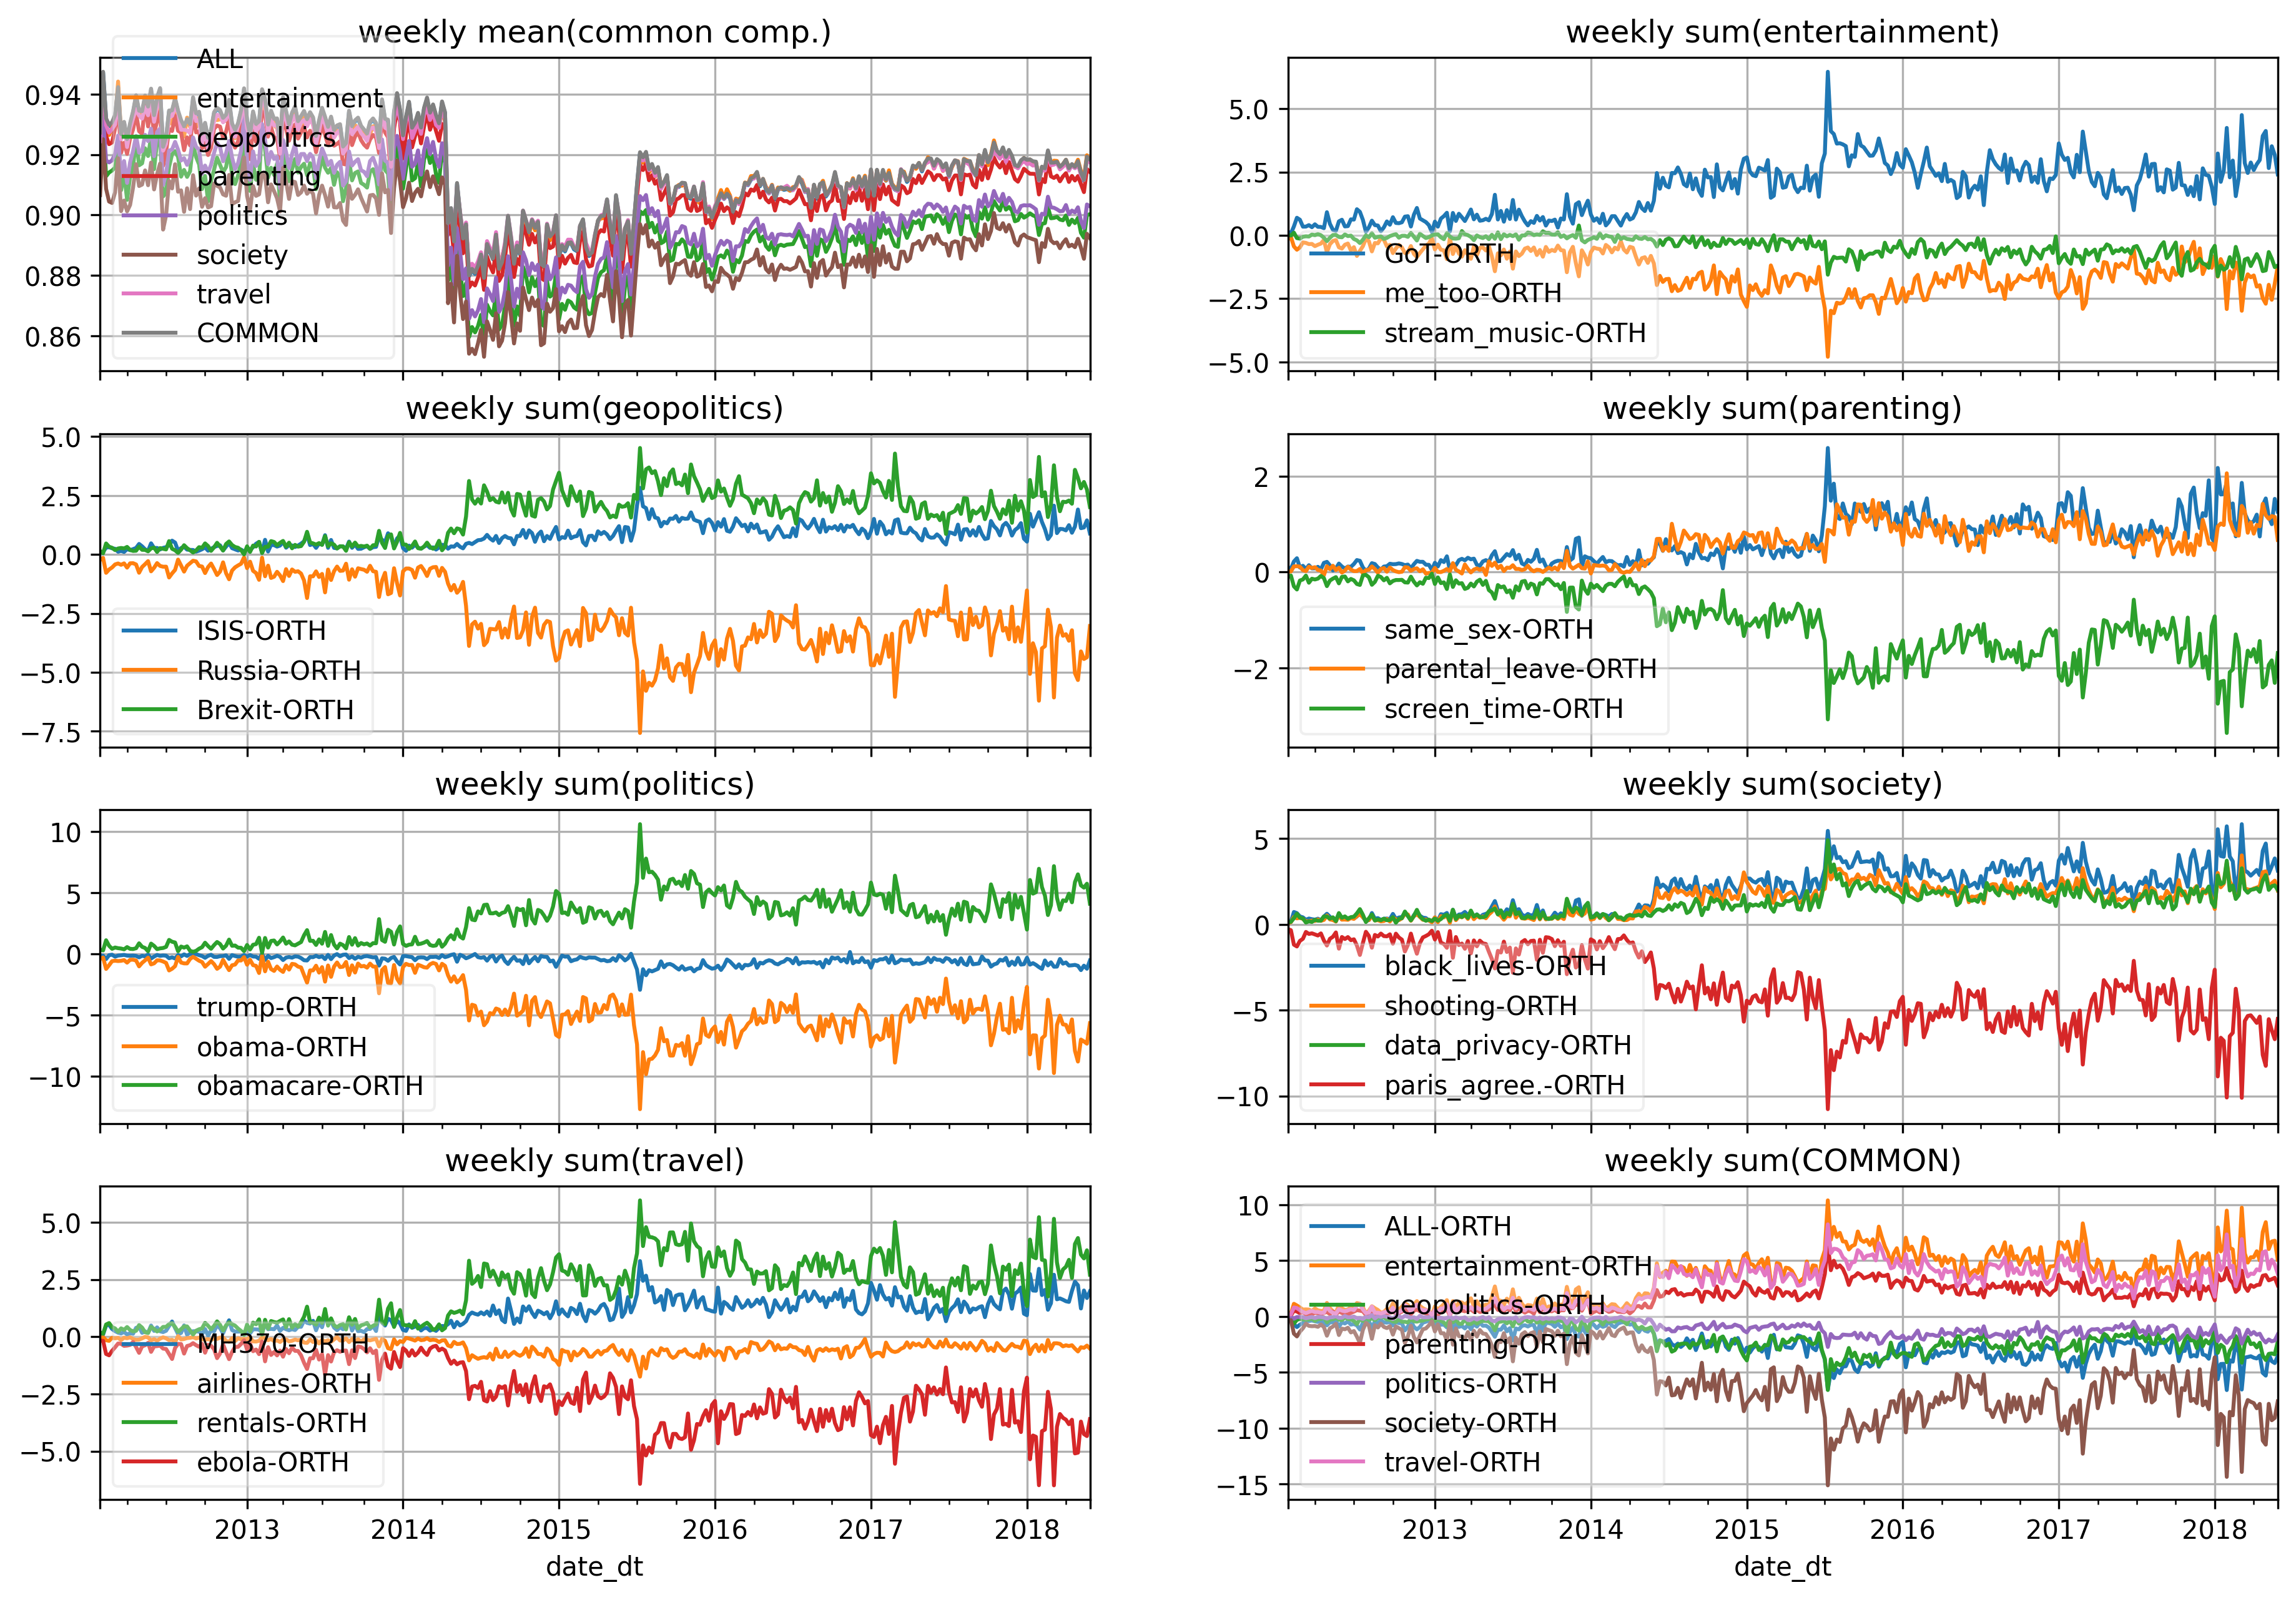 weekly mean(common comp.)
0.94
0.92
0.90
0.88
0.86
ALL
entertainment
geopolitics
parenting
politics
society
travel
COMMON
weekly sum(entertainment)
5.0
2.5
0.0
−2.5
−5.0
GoT-ORTH
me_too-ORTH
stream_music-ORTH
weekly sum(geopolitics)
5.0
2.5
0.0
−2.5
−5.0
−7.5
ISIS-ORTH
Russia-ORTH
Brexit-ORTH
weekly sum(parenting)
2
0
−2
same_sex-ORTH
parental_leave-ORTH
screen_time-ORTH
weekly sum(politics)
10
5
0
−5
−10
trump-ORTH
obama-ORTH
obamacare-ORTH
weekly sum(society)
5
0
−5
−10
black_lives-ORTH
shooting-ORTH
data_privacy-ORTH
paris_agree.-ORTH
weekly sum(travel)
5.0
2.5
0.0
−2.5
−5.0
MH370-ORTH
airlines-ORTH
rentals-ORTH
ebola-ORTH
2013 2014 2015 2016 2017 2018
date_dt
weekly sum(COMMON)
10
5
0
−5
−10
−15
ALL-ORTH
entertainment-ORTH
geopolitics-ORTH
parenting-ORTH
politics-ORTH
society-ORTH
travel-ORTH
2013 2014 2015 2016 2017 2018
date_dt